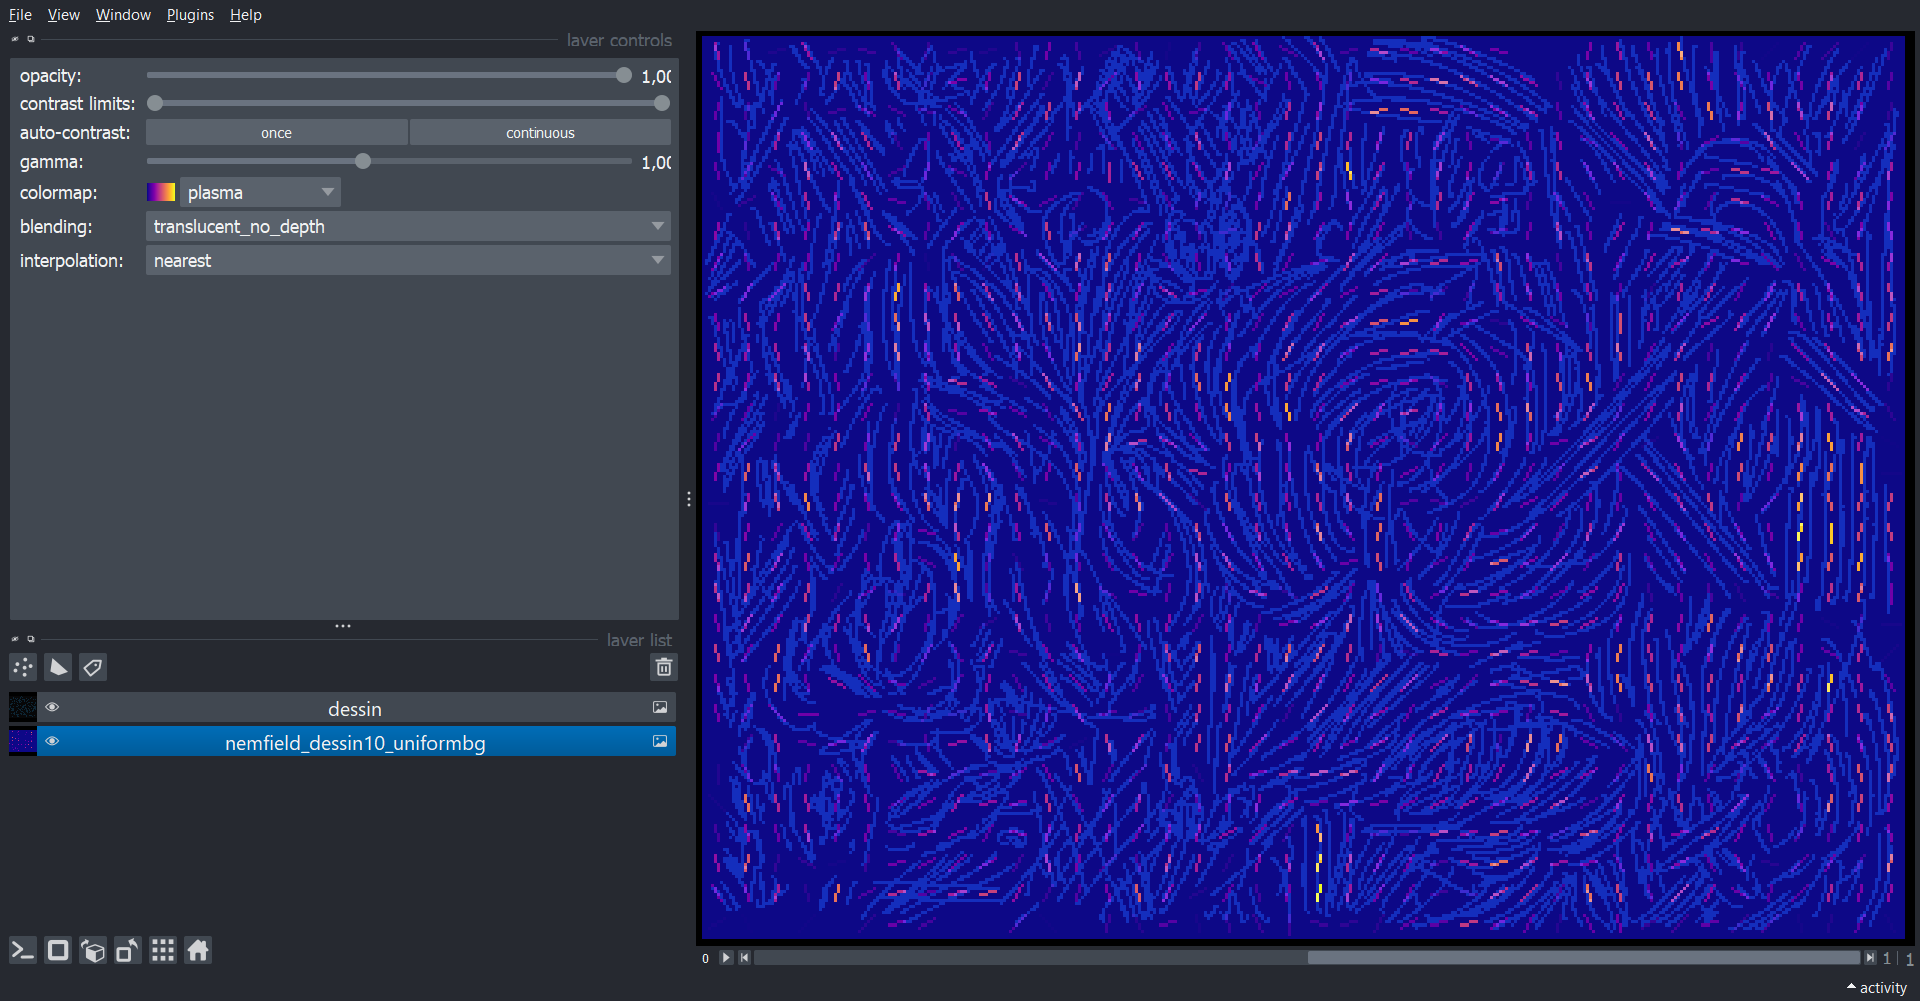 File View Window Plugins Help
layer controls
opacity: 1,00
contrast limits:
auto-contrast: once continuous
gamma: 1,00
colormap: plasma
blending: translucent_no_depth
interpolation: nearest
layer list
dessin
nemfield_dessin10_uniformbg
0 1 1
activity